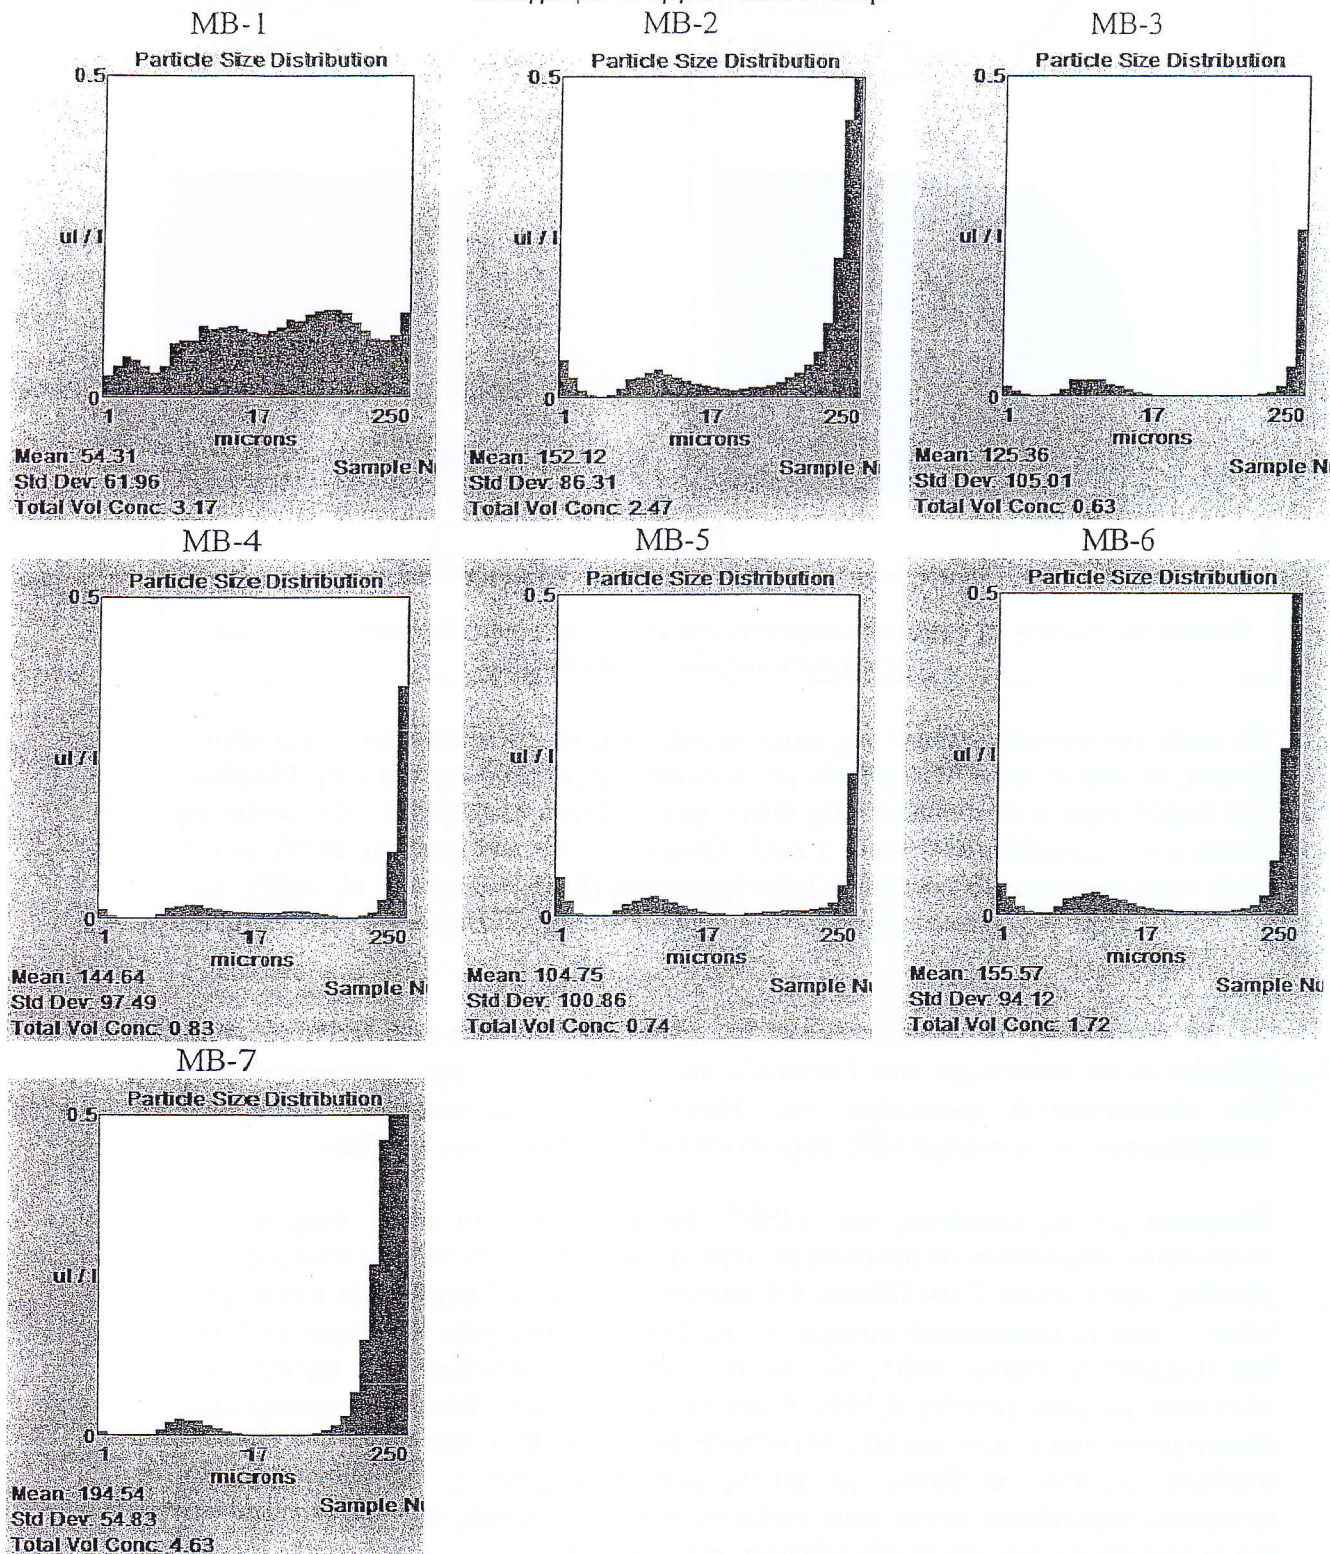 MB-1 MB-2 MB-3
Particle Size Distribution Particle Size Distribution Particle Size Distribution
0.5 0.5 0.5
ul / l ul / l ul / l
0 0 0
1 17 250 1 17 250 1 17 250
microns microns microns
Mean: 54.31 Mean: 152.12 Mean: 125.36
Sample Nu Sample Nu Sample Nu
Std Dev: 61.96 Std Dev: 86.31 Std Dev: 105.01
Total Vol Conc: 3.17 Total Vol Conc: 2.47 Total Vol Conc: 0.63
MB-4 MB-5 MB-6
Particle Size Distribution Particle Size Distribution Particle Size Distribution
0.5 0.5 0.5
ul / l ul / l ul / l
0 0 0
1 17 250 1 17 250 1 17 250
microns microns microns
Mean: 144.64 Mean: 104.75 Mean: 155.57
Sample Nu Sample Nu Sample Nu
Std Dev: 97.49 Std Dev: 100.86 Std Dev: 94.12
Total Vol Conc: 0.83 Total Vol Conc: 0.74 Total Vol Conc: 1.72
MB-7
Particle Size Distribution
0.5
ul / l
0
1 17 250
microns
Mean: 194.54
Sample Nu
Std Dev: 54.83
Total Vol Conc: 4.63